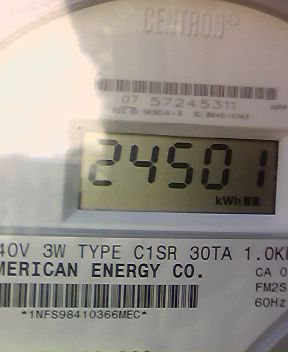 CENTRON®
07 57245311
24501
kWh
40V 3W TYPE C1SR 30TA 1.0K
MERICAN ENERGY CO.
CA 0
FM2S
60Hz
*1NFS98410366MEC*